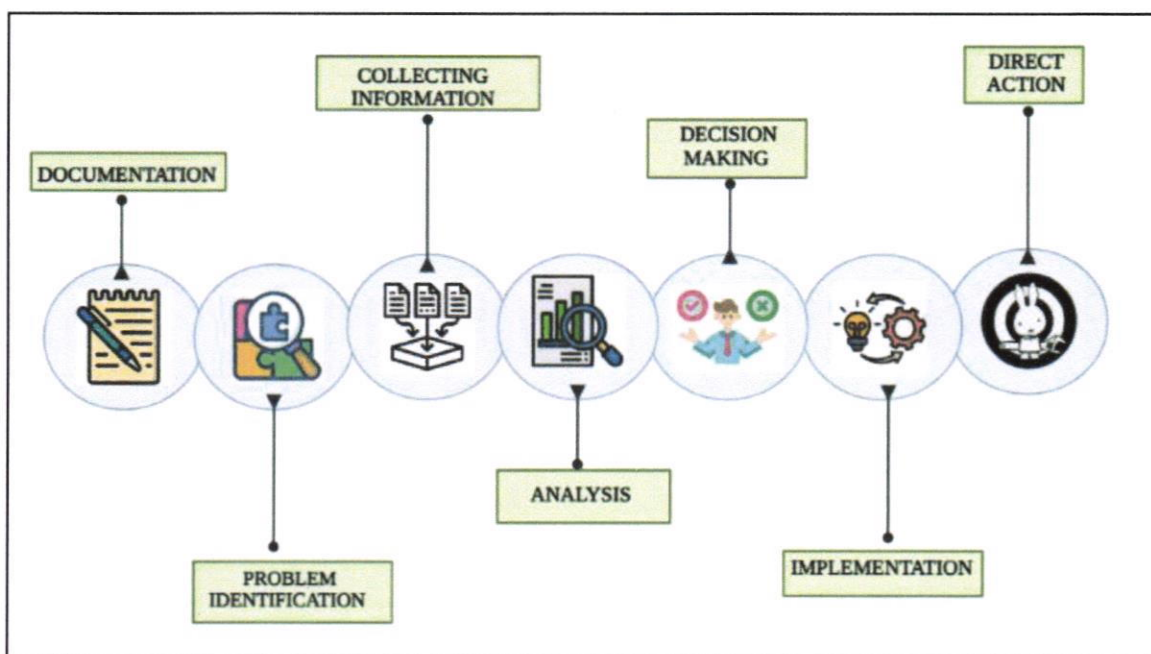 DOCUMENTATION
PROBLEM
IDENTIFICATION
COLLECTING
INFORMATION
ANALYSIS
DECISION
MAKING
IMPLEMENTATION
DIRECT
ACTION